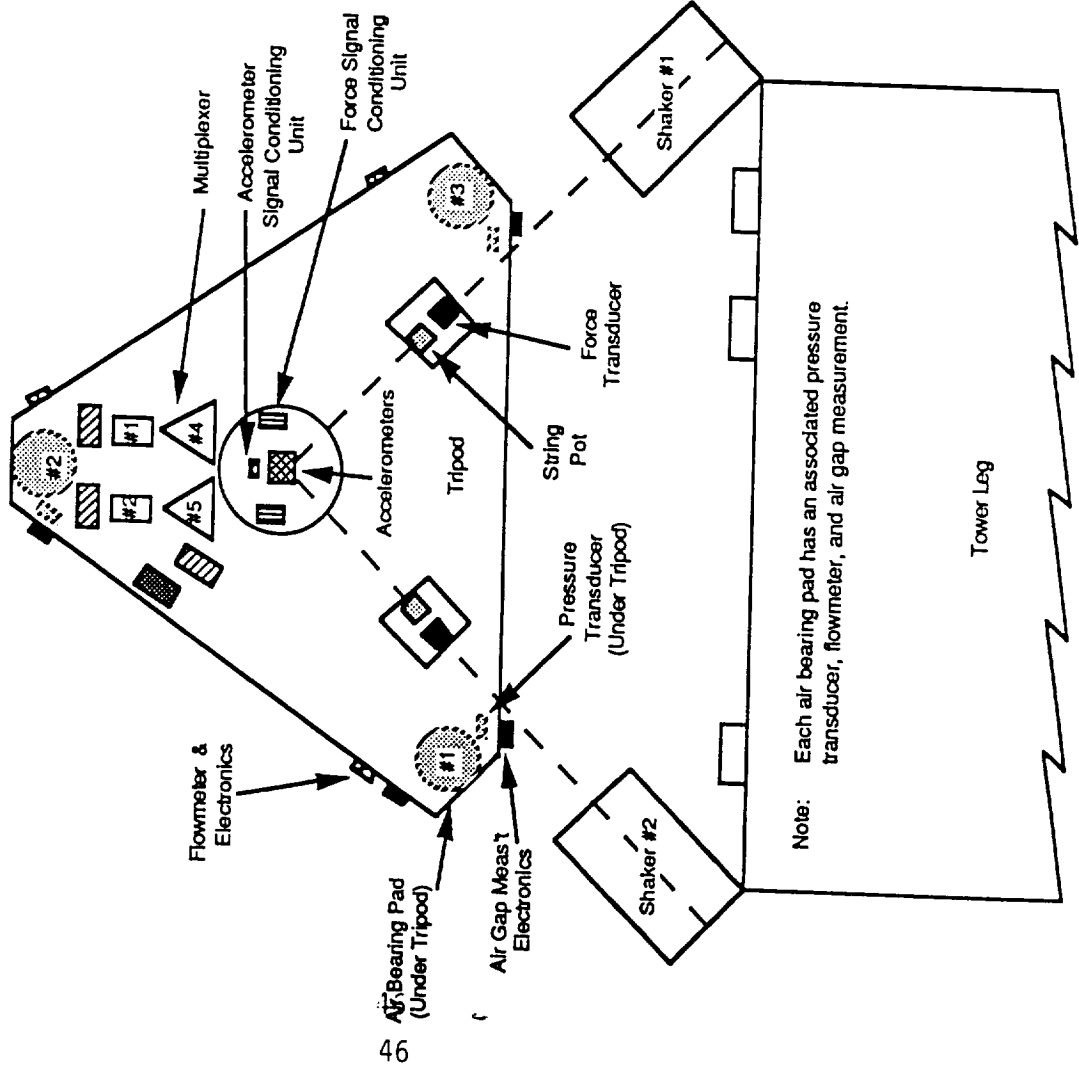 Multiplexer
Accelerometer
Signal Conditioning
Unit
Force Signal
Conditioning
Unit
#2
#2
#1
#5
#4
Flowmeter &
Electronics
Accelerometers
Tripod
#1
#3
Air Bearing Pad
(Under Tripod)
Air Gap Meas't
Electronics
Pressure
Transducer
(Under Tripod)
String
Pot
Force
Transducer
Shaker #2
Shaker #1
Note: Each air bearing pad has an associated pressure
transducer, flowmeter, and air gap measurement.
Tower Leg
46